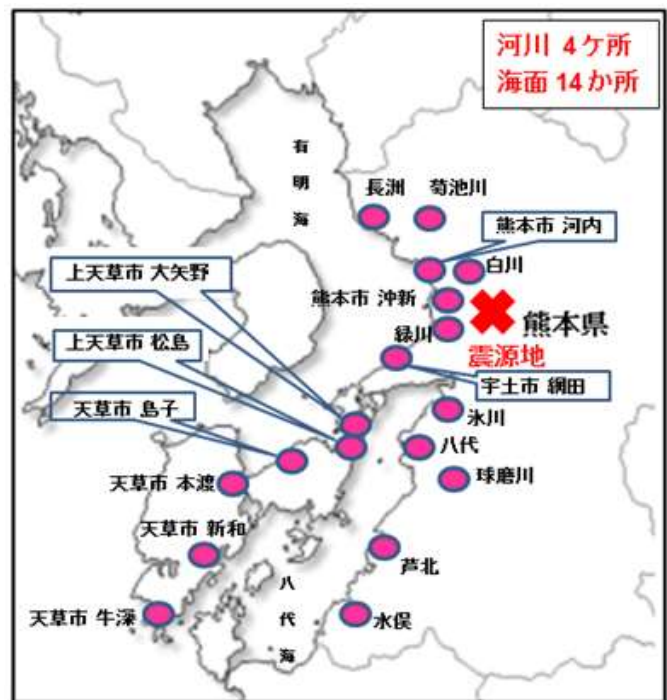 河川 4ケ所
海面 14か所
有明海
長洲
菊池川
熊本市 河内
白川
上天草市 大矢野
熊本市 沖新
熊本県
緑川
震源地
上天草市 松島
宇土市 網田
天草市 島子
氷川
八代
球磨川
天草市 本渡
天草市 新和
芦北
八代海
天草市 牛深
水俣